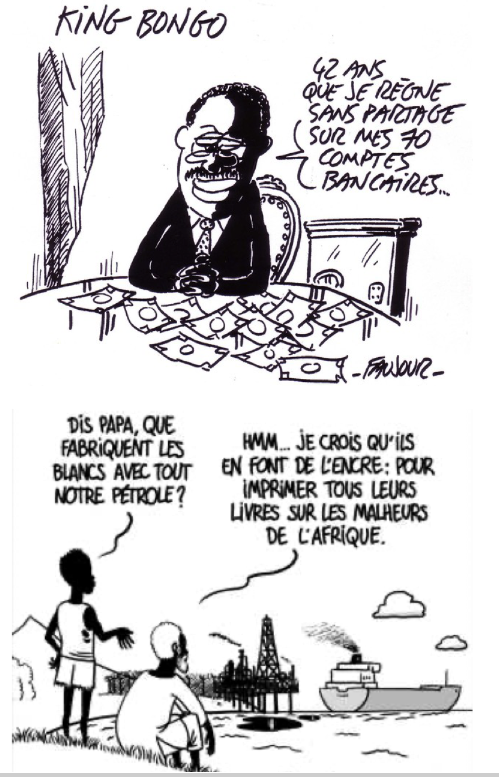 KING BONGO
42 ANS
QUE JE RÈGNE
SANS PARTAGE
SUR MES 70
COMPTES
BANCAIRES...
-FAUJOUR-
DIS PAPA, QUE
FABRIQUENT LES
BLANCS AVEC TOUT
NOTRE PÉTROLE?
HMM... JE CROIS QU'ILS
EN FONT DE L'ENCRE: POUR
IMPRIMER TOUS LEURS
LIVRES SUR LES MALHEURS
DE L'AFRIQUE.